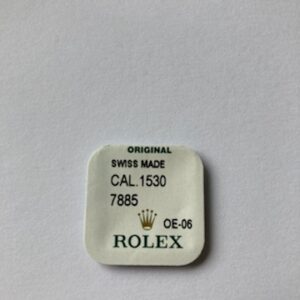 ORIGINAL
SWISS MADE
CAL.1530
7885
OE-06
ROLEX